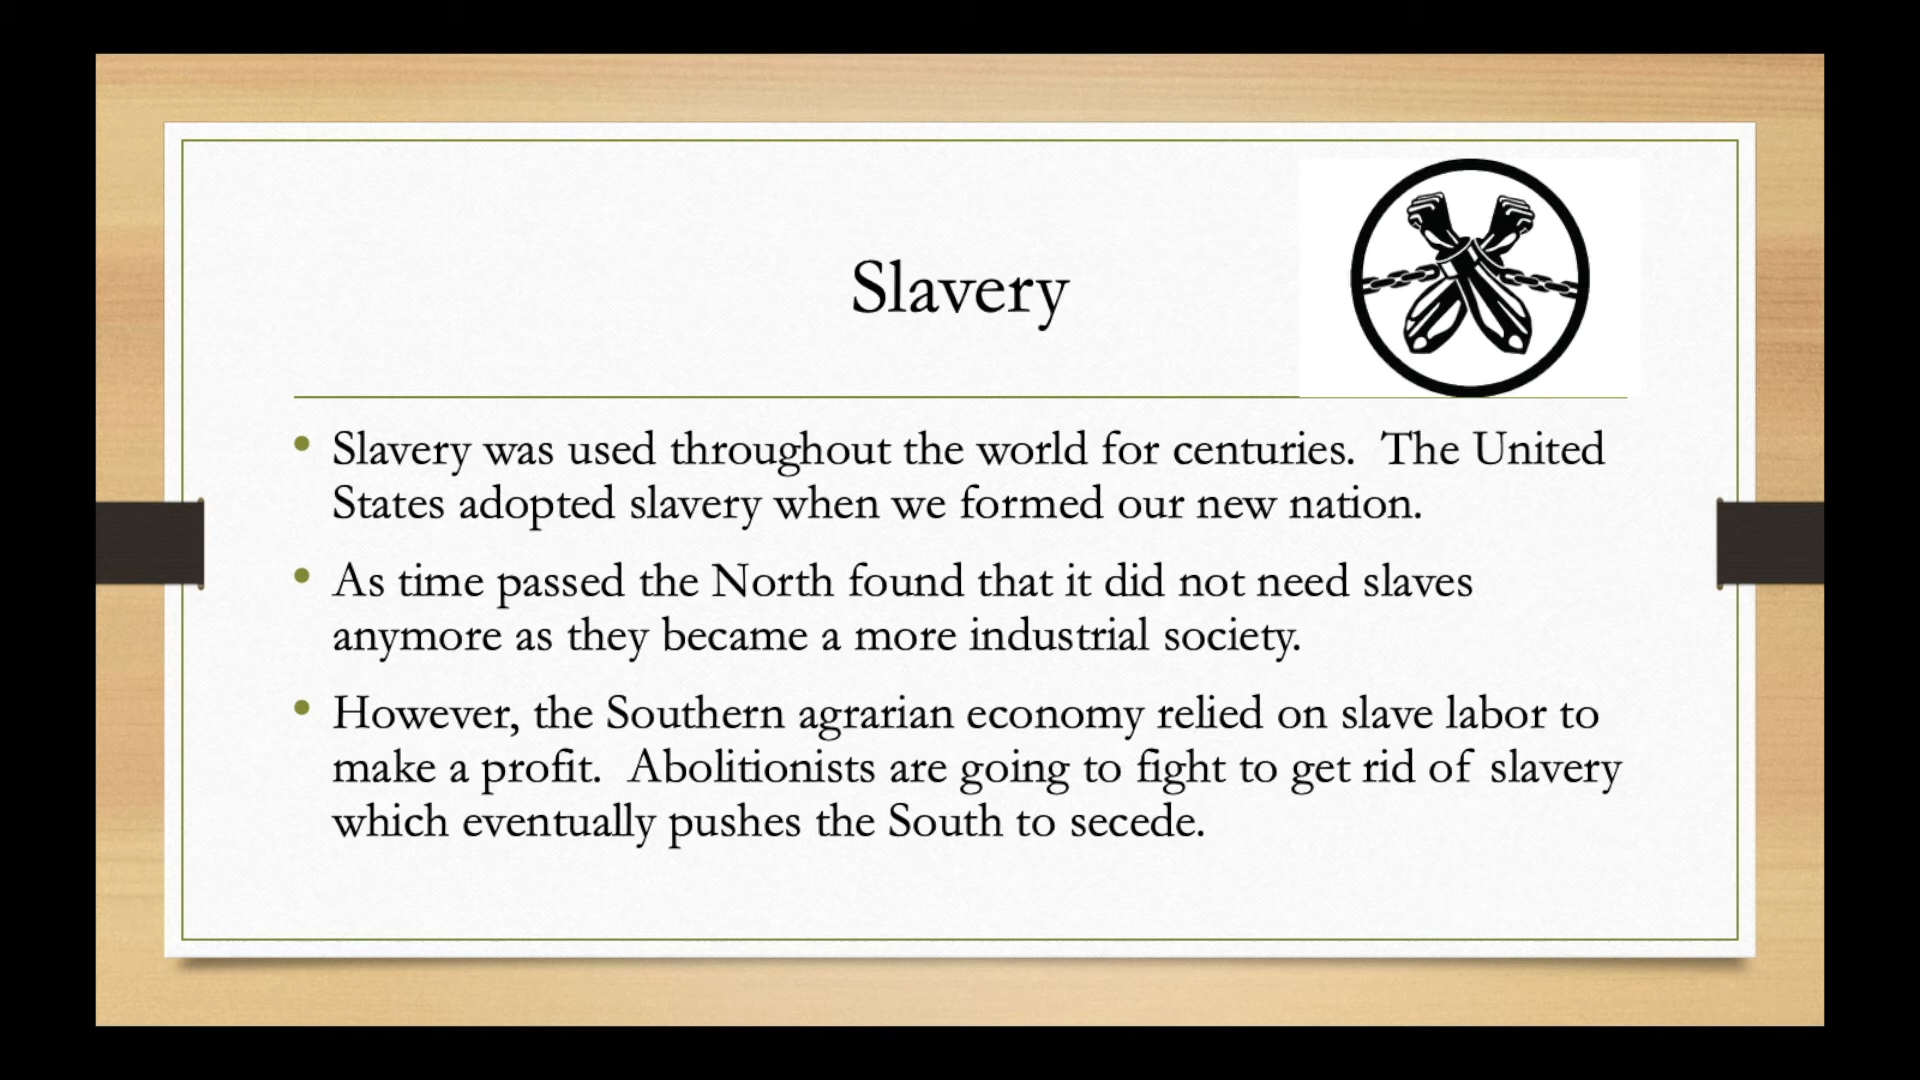 Slavery
• Slavery was used throughout the world for centuries.  The United
States adopted slavery when we formed our new nation.
• As time passed the North found that it did not need slaves
anymore as they became a more industrial society.
• However, the Southern agrarian economy relied on slave labor to
make a profit.  Abolitionists are going to fight to get rid of slavery
which eventually pushes the South to secede.